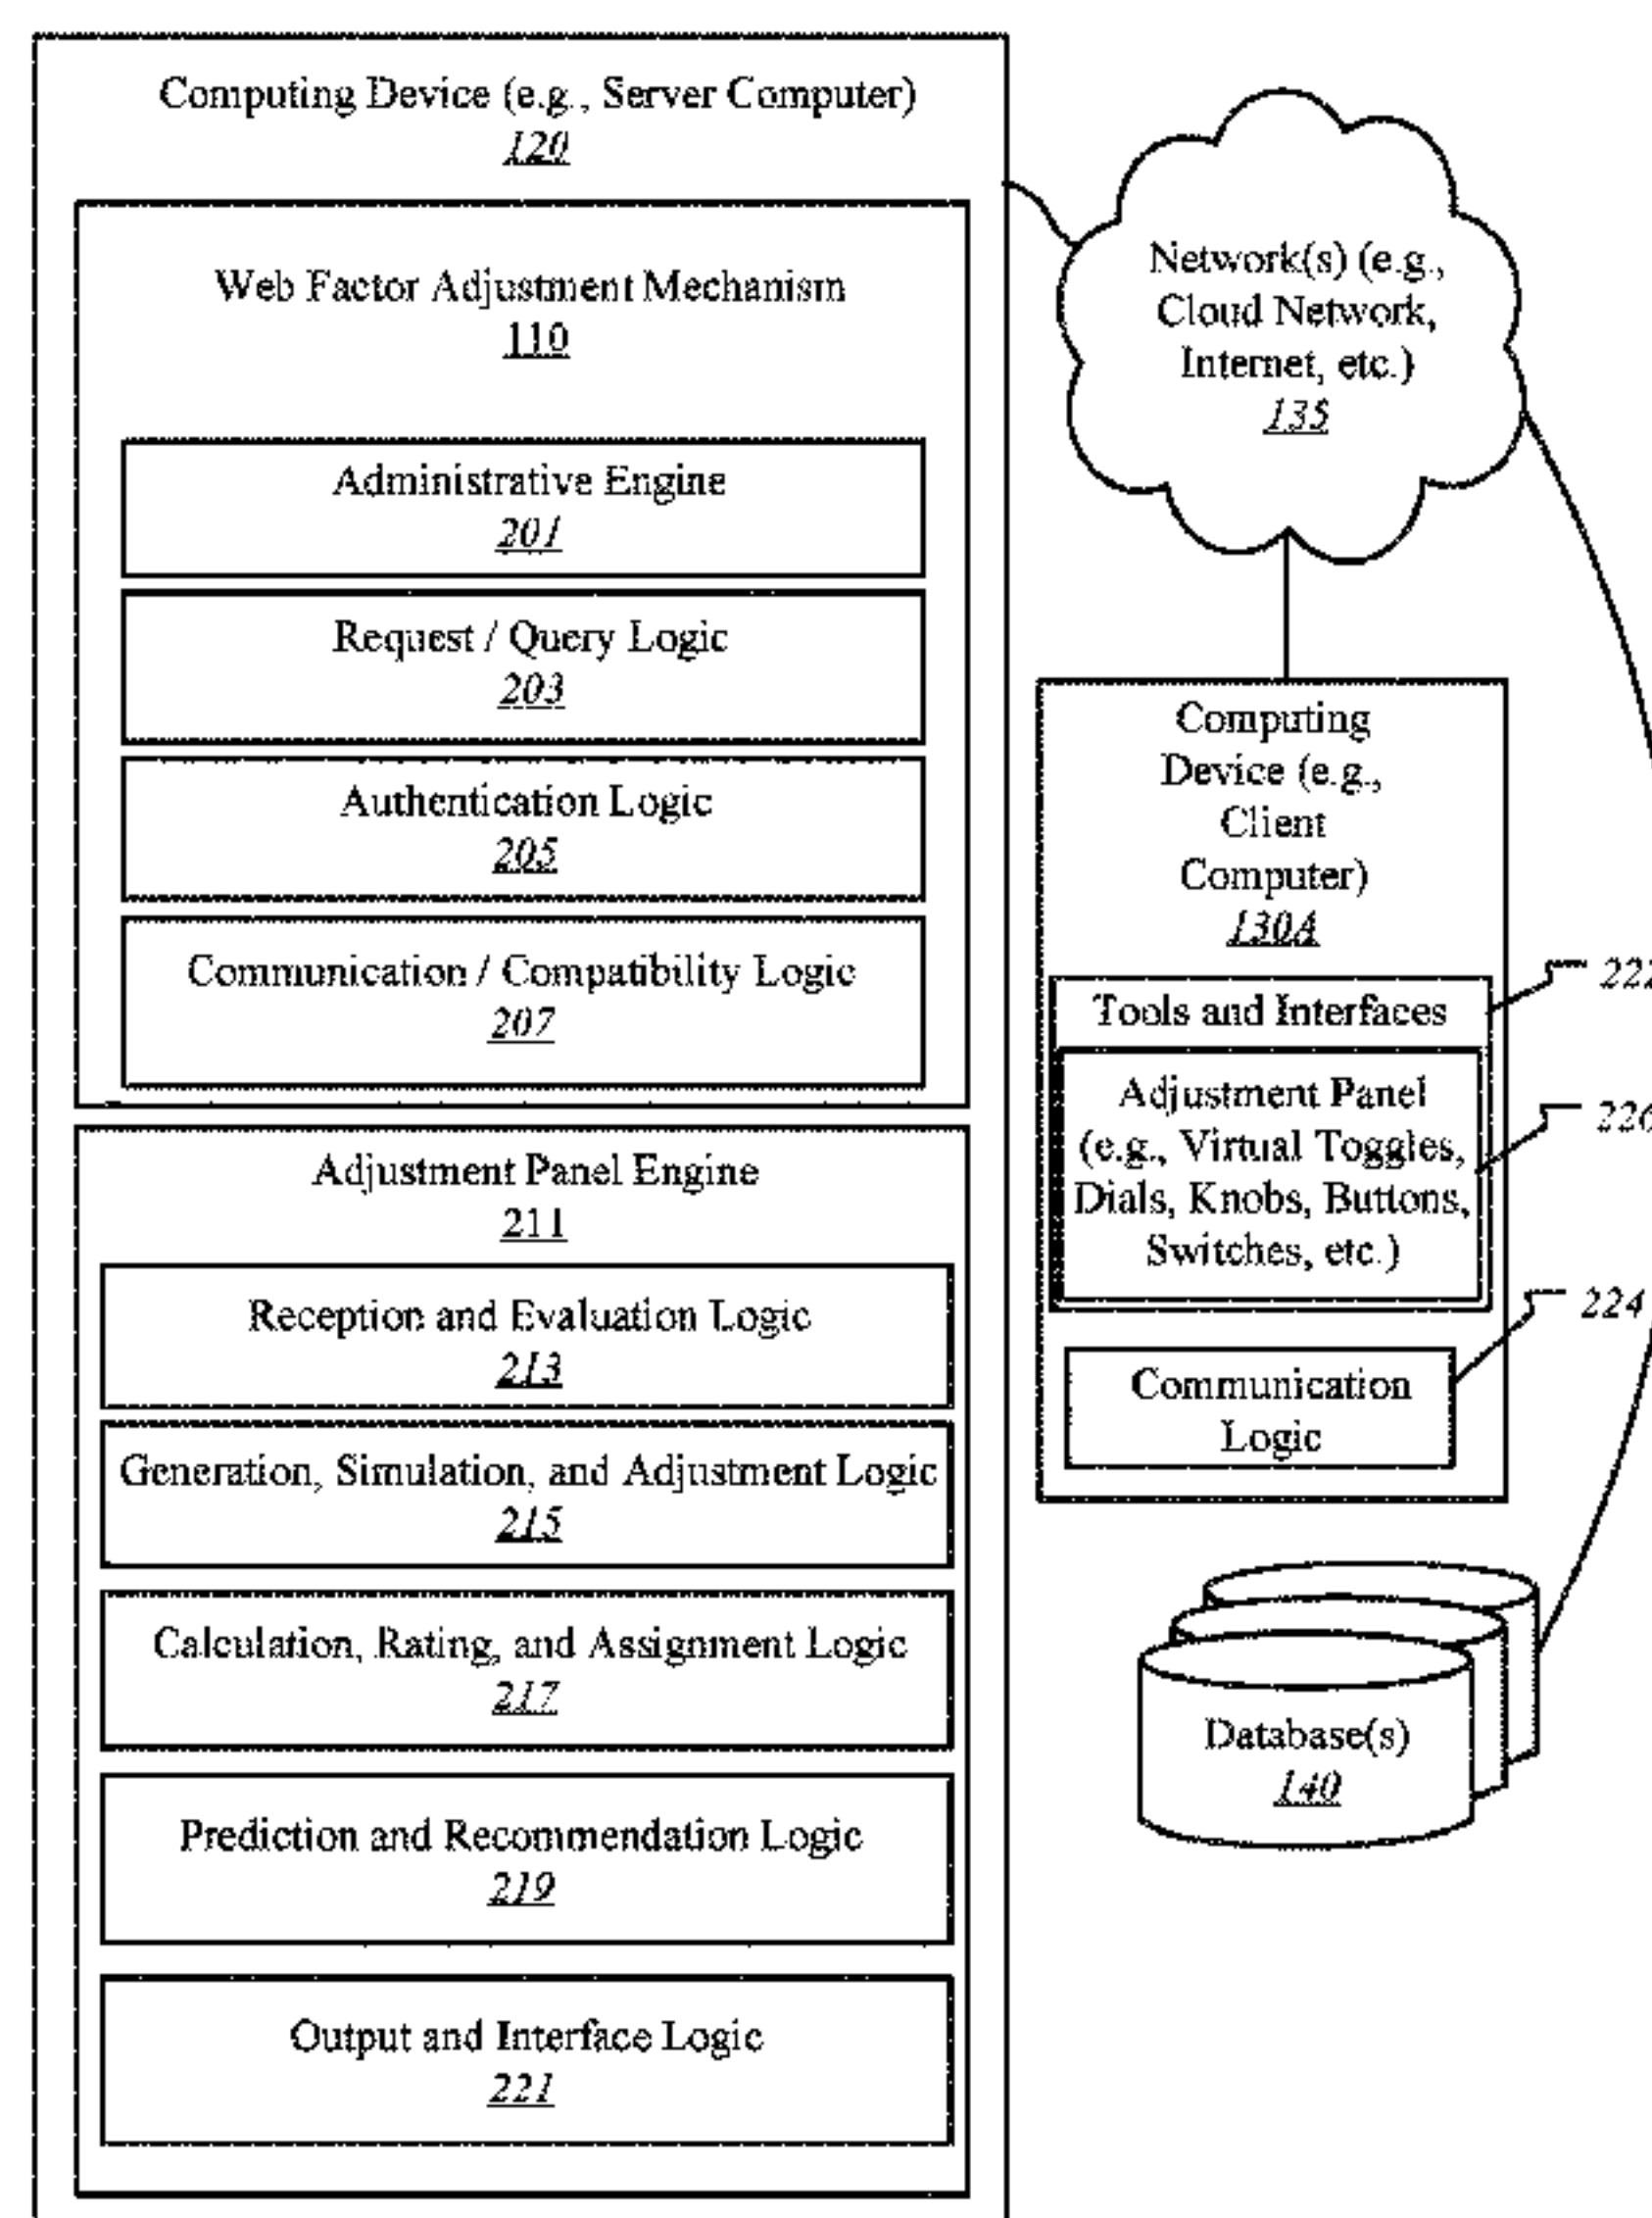 Computing Device (e.g., Server Computer)
120
Web Factor Adjustment Mechanism
110
Administrative Engine
201
Request / Query Logic
203
Authentication Logic
205
Communication / Compatibility Logic
207
Adjustment Panel Engine
211
Reception and Evaluation Logic
213
Generation, Simulation, and Adjustment Logic
215
Calculation, Rating, and Assignment Logic
217
Prediction and Recommendation Logic
219
Output and Interface Logic
221
Network(s) (e.g.,
Cloud Network,
Internet, etc.)
135
Computing
Device (e.g.,
Client
Computer)
130A
Tools and Interfaces
222
Adjustment Panel
(e.g., Virtual Toggles,
Dials, Knobs, Buttons,
Switches, etc.)
226
Communication
Logic
224
Database(s)
140